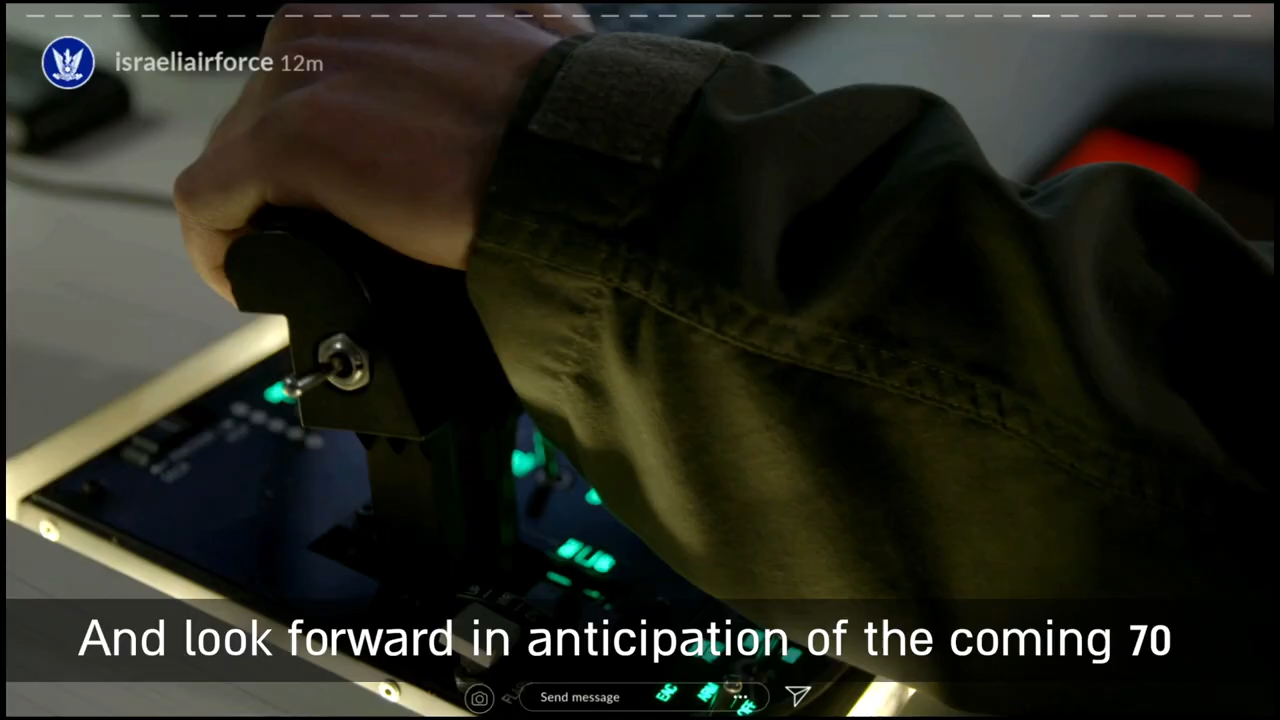 israeliairforce 12m
And look forward in anticipation of the coming 70
Send message